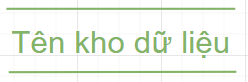 Tên kho dữ liệu